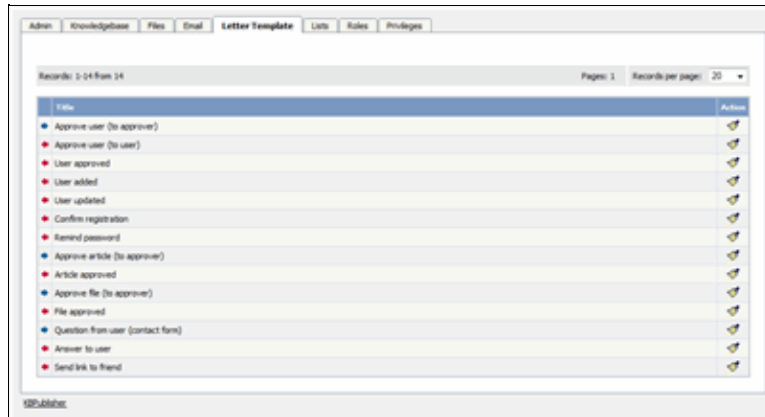 Admin Knowledgebase Files Email Letter Template Lists Roles Privileges
Records: 1-14 from 14 Pages: 1 Records per page: 20
Title Action
Approve user (to approver)
Approve user (to user)
User approved
User added
User updated
Confirm registration
Remind password
Approve article (to approver)
Article approved
Approve file (to approver)
File approved
Question from user (contact form)
Answer to user
Send link to friend
KBPublisher